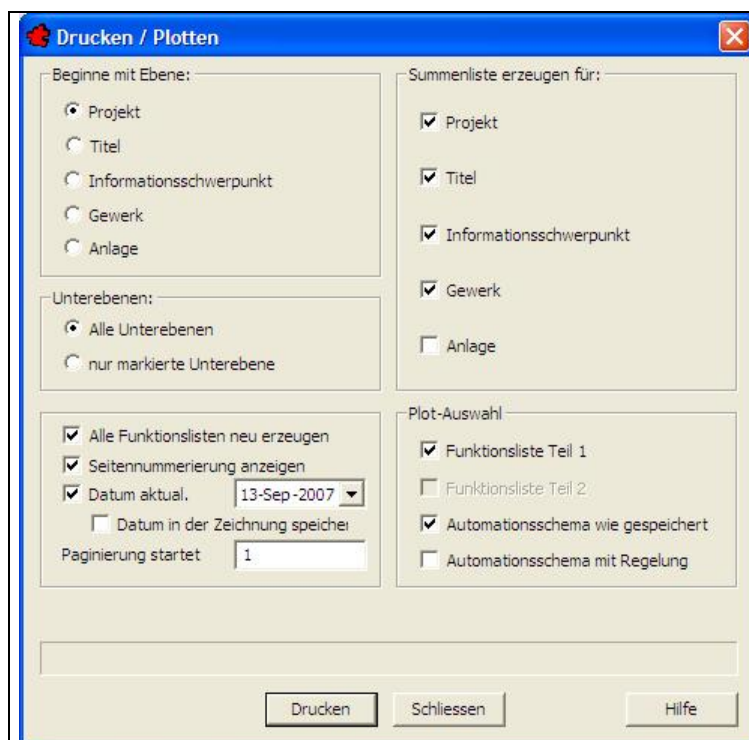 Drucken / Plotten
Beginne mit Ebene:
Projekt
Titel
Informationsschwerpunkt
Gewerk
Anlage
Unterebenen:
Alle Unterebenen
nur markierte Unterebene
Alle Funktionslisten neu erzeugen
Seitennummerierung anzeigen
Datum aktual. 13-Sep-2007
Datum in der Zeichnung speicher
Paginierung startet 1
Summenliste erzeugen für:
Projekt
Titel
Informationsschwerpunkt
Gewerk
Anlage
Plot-Auswahl
Funktionsliste Teil 1
Funktionsliste Teil 2
Automationsschema wie gespeichert
Automationsschema mit Regelung
Drucken Schliessen Hilfe